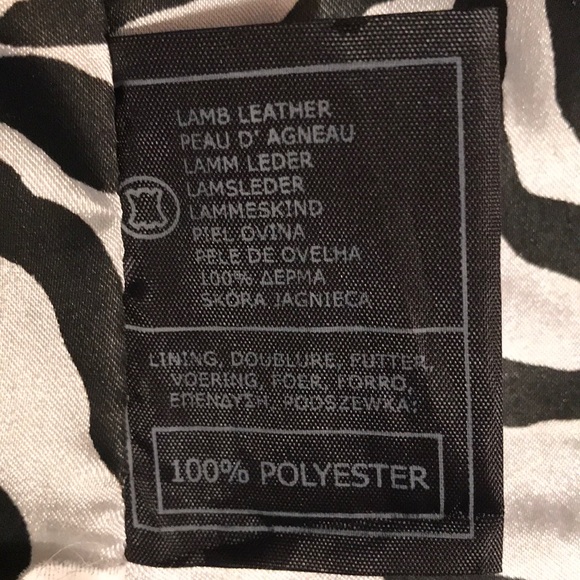 LAMB LEATHER
PEAU D' AGNEAU
LAMM LEDER
LAMSLEDER
LAMMESKIND
PIEL OVINA
PELE DE OVELHA
100% ΔΕΡΜΑ
SKORA JAGNIECA
LINING, DOUBLURE, FUTTER,
VOERING, FOER, FORRO,
ΕΠΕΝΔΥΣΗ, PODSZEWKA:
100% POLYESTER